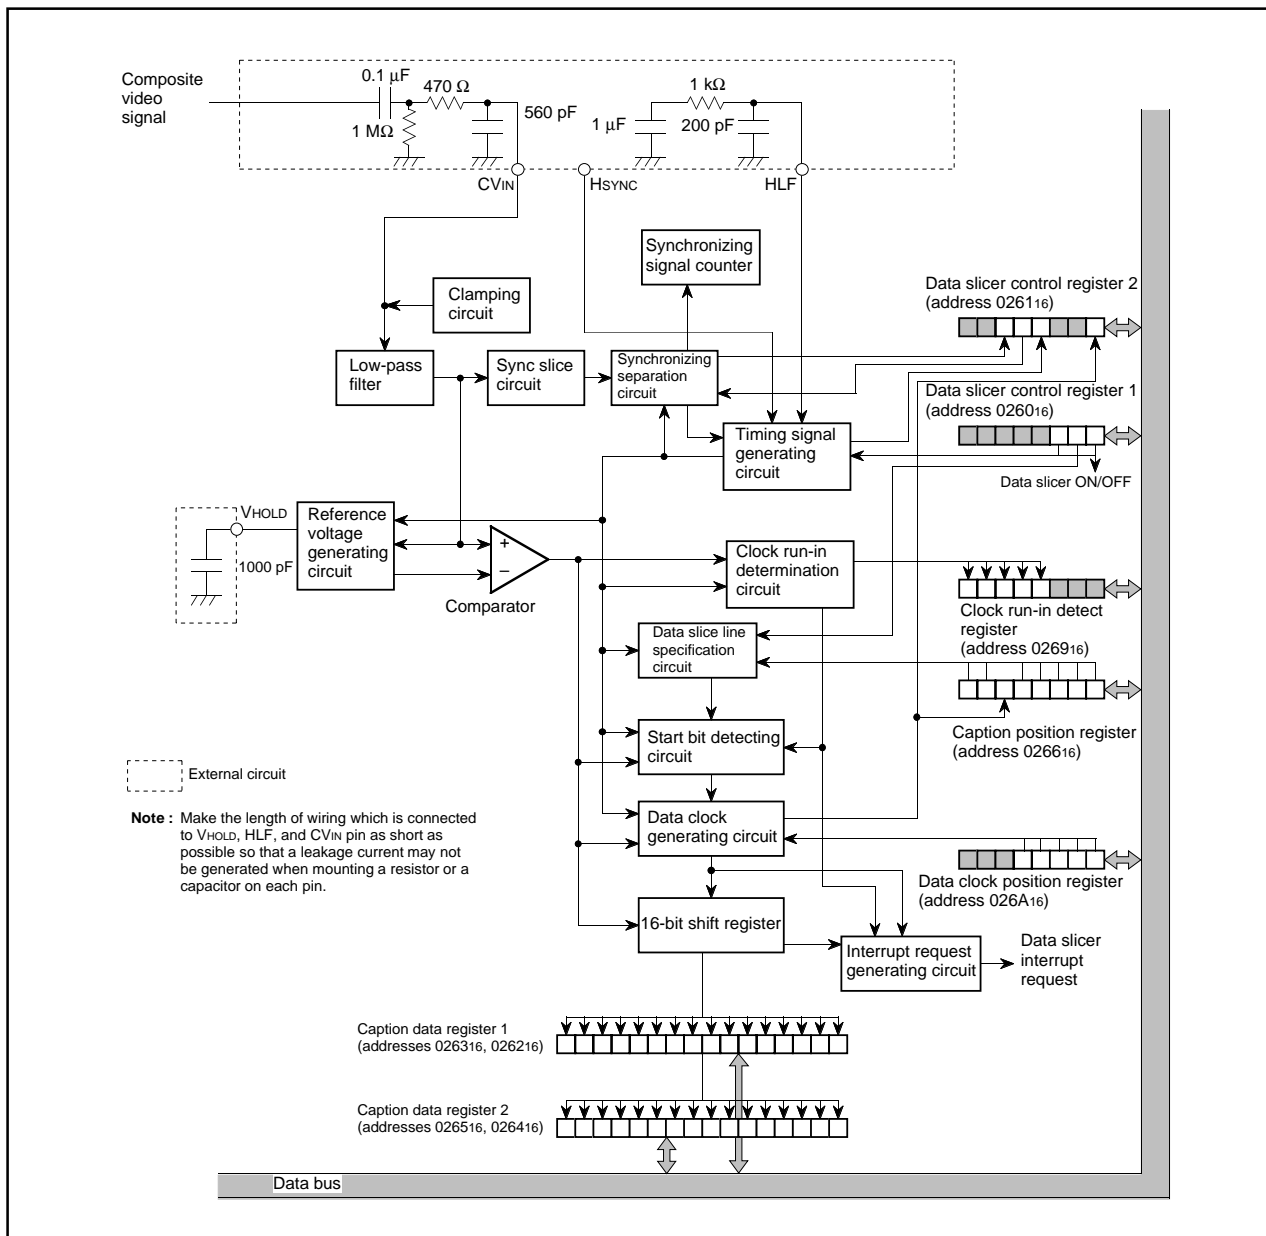 Composite
video
signal
0.1 µF
470 Ω
1 MΩ
560 pF
1 kΩ
1 µF
200 pF
CVIN
HSYNC
HLF
Synchronizing
signal counter
Clamping
circuit
Low-pass
filter
Sync slice
circuit
Synchronizing
separation
circuit
Timing signal
generating
circuit
Data slicer control register 2
(address 026116)
Data slicer control register 1
(address 026016)
Data slicer ON/OFF
VHOLD
1000 pF
Reference
voltage
generating
circuit
+
–
Comparator
Clock run-in
determination
circuit
Clock run-in detect
register
(address 026916)
Data slice line
specification
circuit
Caption position register
(address 026616)
Start bit detecting
circuit
Data clock
generating circuit
Data clock position register
(address 026A16)
16-bit shift register
Interrupt request
generating circuit
Data slicer
interrupt
request
External circuit
Note : Make the length of wiring which is connected
to VHOLD, HLF, and CVIN pin as short as
possible so that a leakage current may not
be generated when mounting a resistor or a
capacitor on each pin.
Caption data register 1
(addresses 026316, 026216)
Caption data register 2
(addresses 026516, 026416)
Data bus